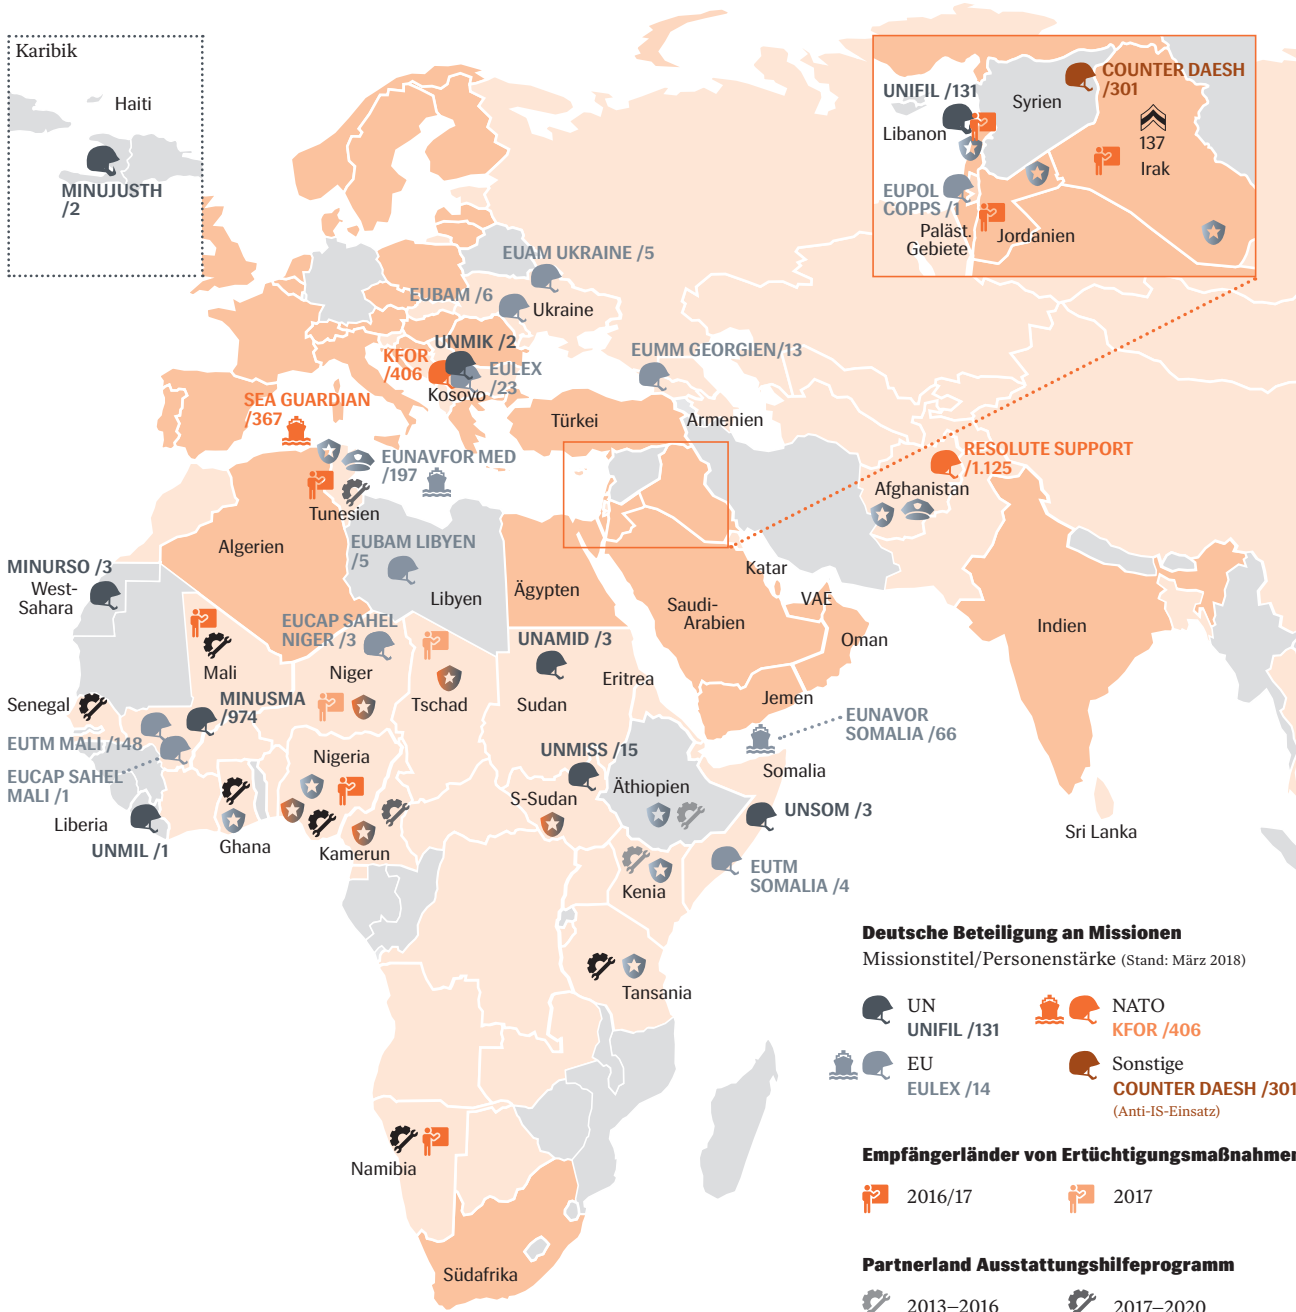 Karibik
Haiti
MINUJUSTH
/2
UNIFIL /131
Libanon
Syrien
COUNTER DAESH
/301
137
Irak
EUPOL
COPPS /1
Paläst.
Gebiete
Jordanien
EUAM UKRAINE /5
EUBAM /6
Ukraine
UNMIK /2
KFOR
/406
EULEX
/23
Kosovo
EUMM GEORGIEN/13
SEA GUARDIAN
/367
Türkei
Armenien
EUNAVFOR MED
/197
Tunesien
RESOLUTE SUPPORT
/1.125
Afghanistan
Algerien
EUBAM LIBYEN
/5
Libyen
Ägypten
Katar
VAE
Saudi-
Arabien
Oman
Jemen
Indien
MINURSO /3
West-
Sahara
EUCAP SAHEL
NIGER /3
Niger
Mali
Tschad
UNAMID /3
Sudan
Eritrea
Senegal
MINUSMA
/974
EUTM MALI /148
EUCAP SAHEL
MALI /1
Nigeria
UNMISS /15
S-Sudan
Äthiopien
EUNAVOR
SOMALIA /66
Somalia
UNSOM /3
Sri Lanka
Liberia
UNMIL /1
Ghana
Kamerun
Kenia
EUTM
SOMALIA /4
Tansania
Namibia
Südafrika
Deutsche Beteiligung an Missionen
Missionstitel/Personenstärke (Stand: März 2018)
UN
UNIFIL /131
NATO
KFOR /406
EU
EULEX /14
Sonstige
COUNTER DAESH /301
(Anti-IS-Einsatz)
Empfängerländer von Ertüchtigungsmaßnahmen
2016/17
2017
Partnerland Ausstattungshilfeprogramm
2013–2016
2017–2020